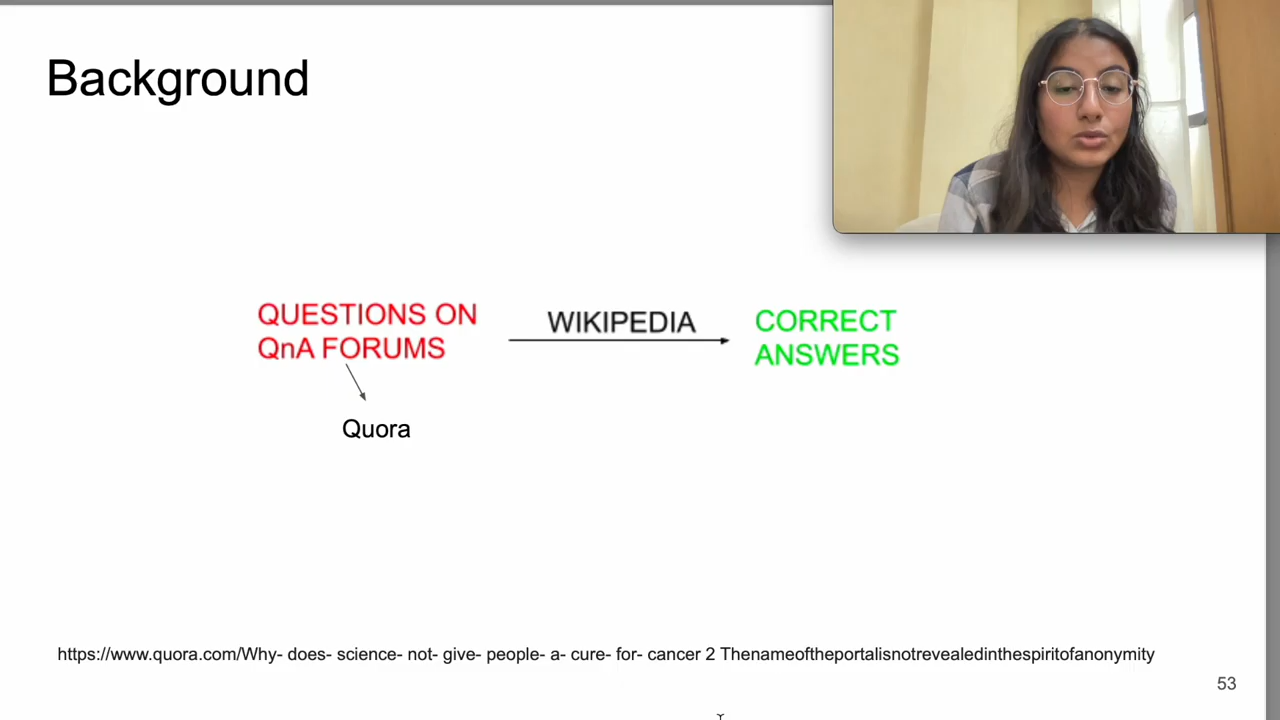 Background
QUESTIONS ON
QnA FORUMS
WIKIPEDIA
CORRECT
ANSWERS
Quora
https://www.quora.com/Why- does- science- not- give- people- a- cure- for- cancer 2 Thenameoftheportalisnotrevealedinthespiritofanonymity
53